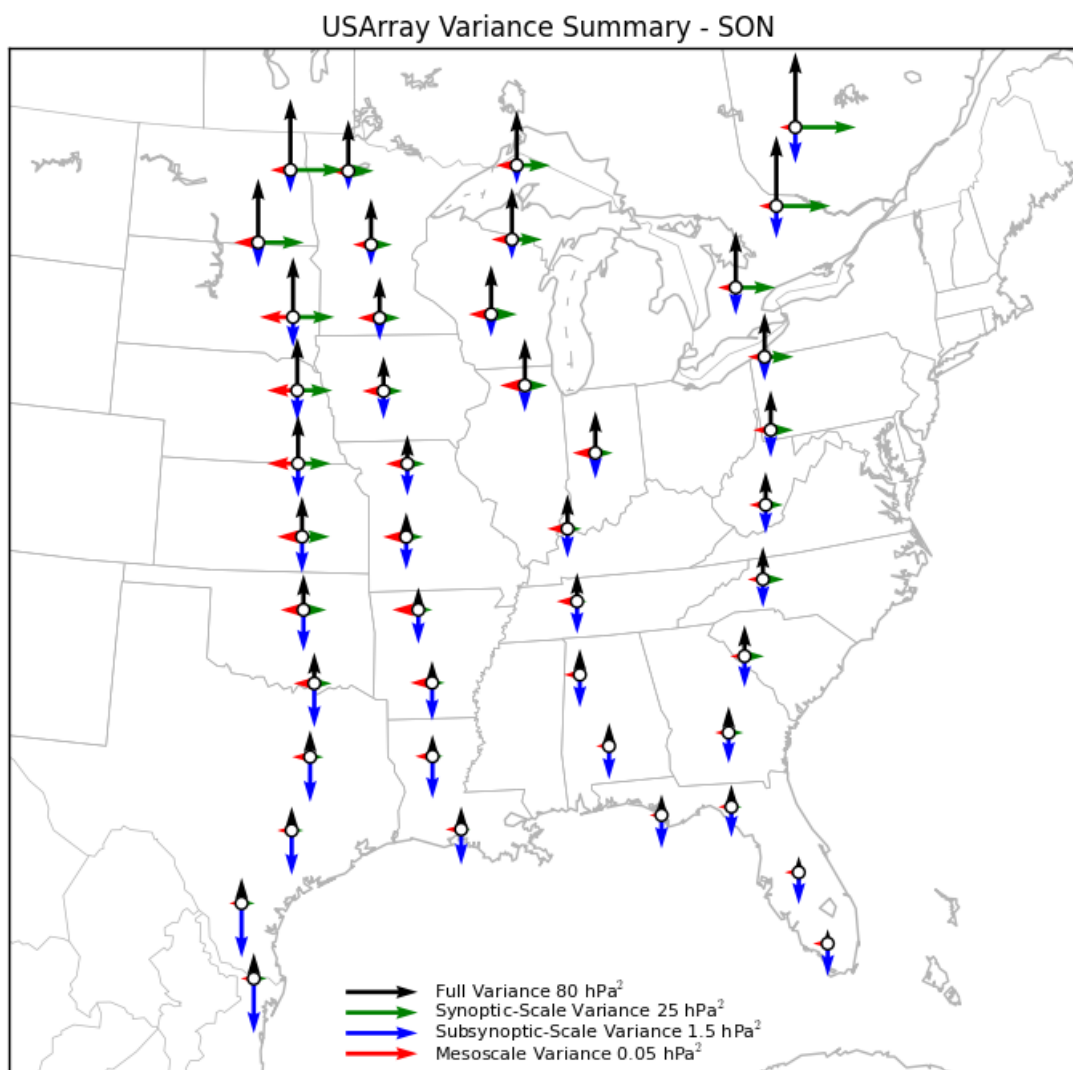 USArray Variance Summary - SON
Full Variance 80 hPa²
Synoptic-Scale Variance 25 hPa²
Subsynoptic-Scale Variance 1.5 hPa²
Mesoscale Variance 0.05 hPa²